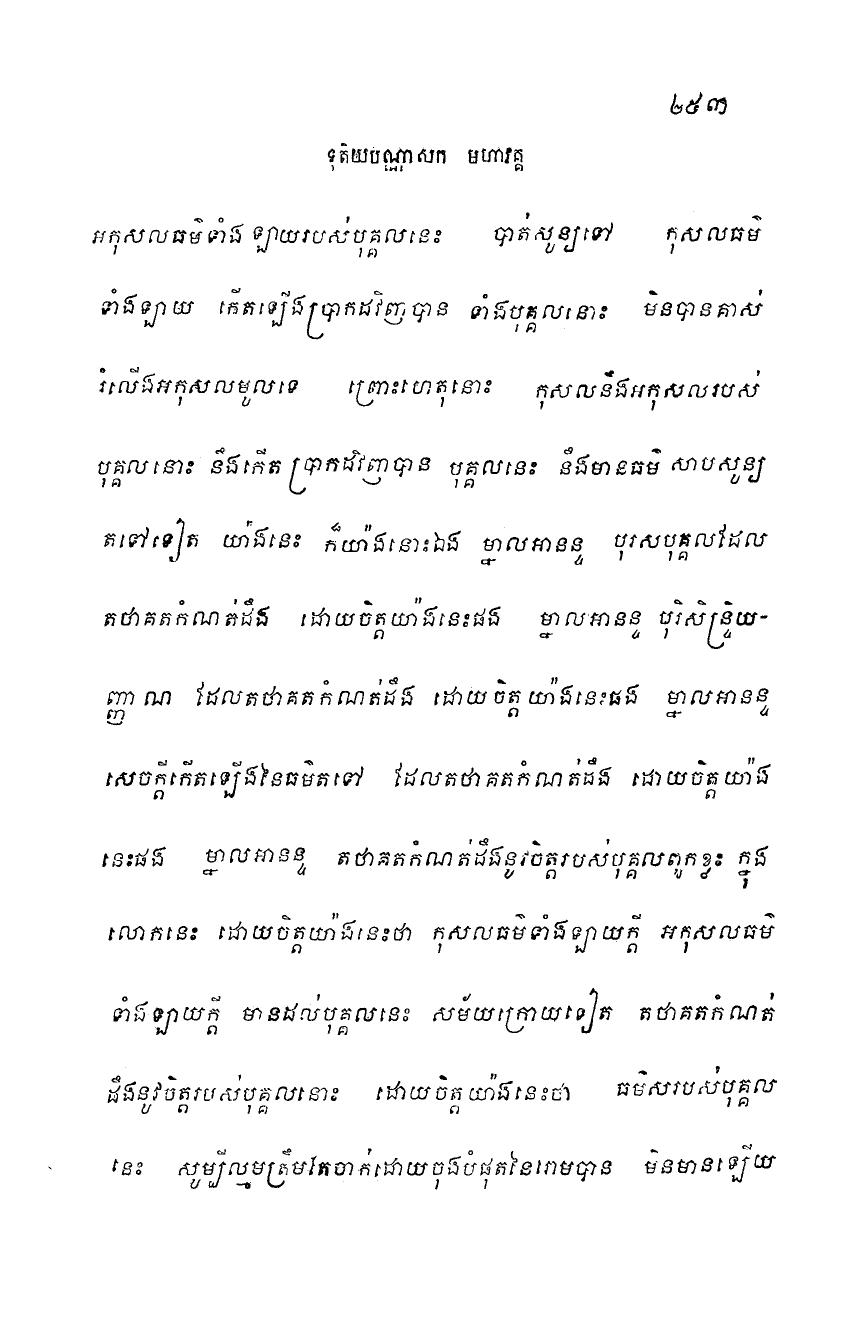 ២៥៣
ទុតិយបណ្ណាសក មហាវគ្គ
អកុសលធម៌ទាំងឡាយរបស់បុគ្គលនេះ បាត់សូន្យទៅ កុសលធម៌
ទាំងឡាយ កើតឡើងប្រាកដវិញបាន ទាំងបុគ្គលនោះ មិនបានគាស់
រំលើងអកុសលមូលទេ ព្រោះហេតុនោះ កុសលនឹងអកុសលរបស់
បុគ្គលនោះ នឹងកើតប្រាកដវិញបាន បុគ្គលនេះ នឹងមានធម៌ សាបសូន្យ
តទៅទៀត យ៉ាងនេះ ក៏យ៉ាងនោះឯង ម្នាលអានន្ទ បុរសបុគ្គលដែល
តថាគតកំណត់ដឹង ដោយចិត្តយ៉ាងនេះផង ម្នាលអានន្ទ បុរិសិន្ទ្រិយ-
ញ្ញាណ ដែលតថាគតកំណត់ដឹង ដោយចិត្តយ៉ាងនេះផង ម្នាលអានន្ទ
សេចក្តីកើតឡើងនៃធម៌តទៅ ដែលតថាគតកំណត់ដឹង ដោយចិត្តយ៉ាង
នេះផង ម្នាលអានន្ទ តថាគតកំណត់ដឹងនូវចិត្តរបស់បុគ្គលពួកខ្លះ ក្នុង
លោកនេះ ដោយចិត្តយ៉ាងនេះថា កុសលធម៌ទាំងឡាយក្តី អកុសលធម៌
ទាំងឡាយក្តី មានដល់បុគ្គលនេះ សម័យក្រោយទៀត តថាគតកំណត់
ដឹងនូវចិត្តរបស់បុគ្គលនោះ ដោយចិត្តយ៉ាងនេះថា ធម៌សរបស់បុគ្គល
នេះ សូម្បីល្មមត្រឹមតែចាក់ដោយចុងបំផុតនៃរោមបាន មិនមានឡើយ